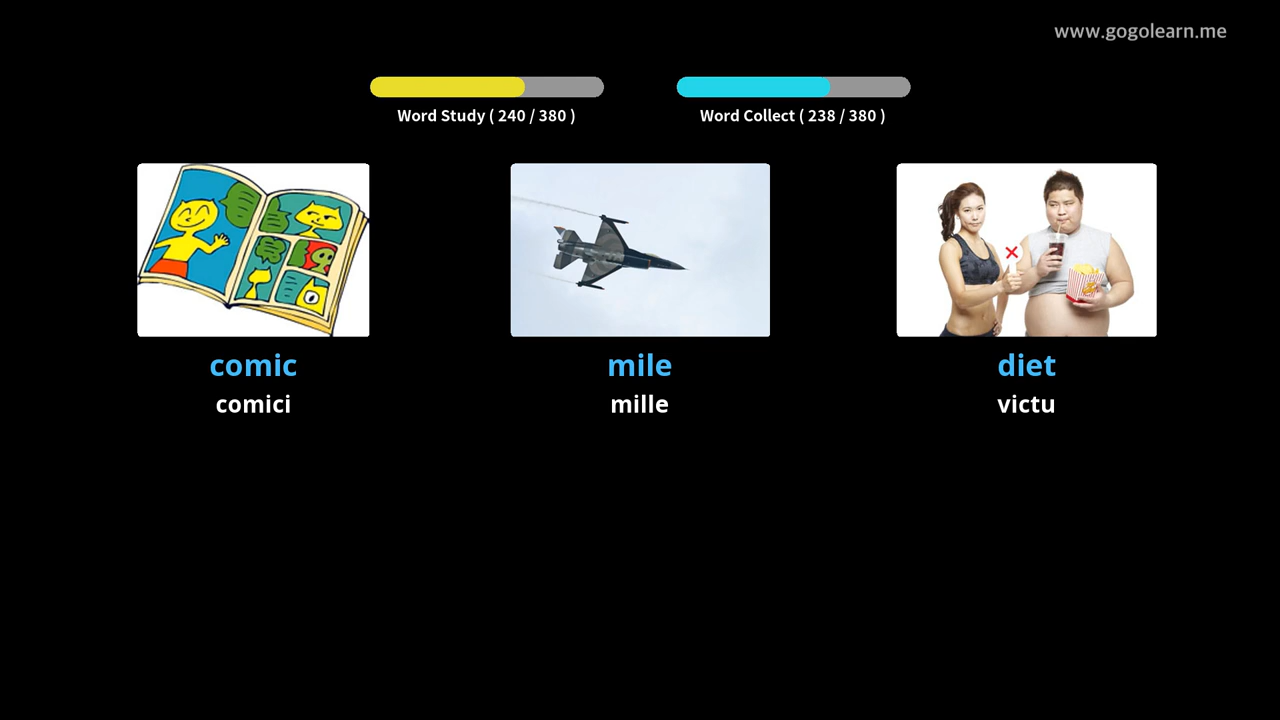 www.gogolearn.me
Word Study ( 240 / 380 )
Word Collect ( 238 / 380 )
comic
mile
diet
comici
mille
victu